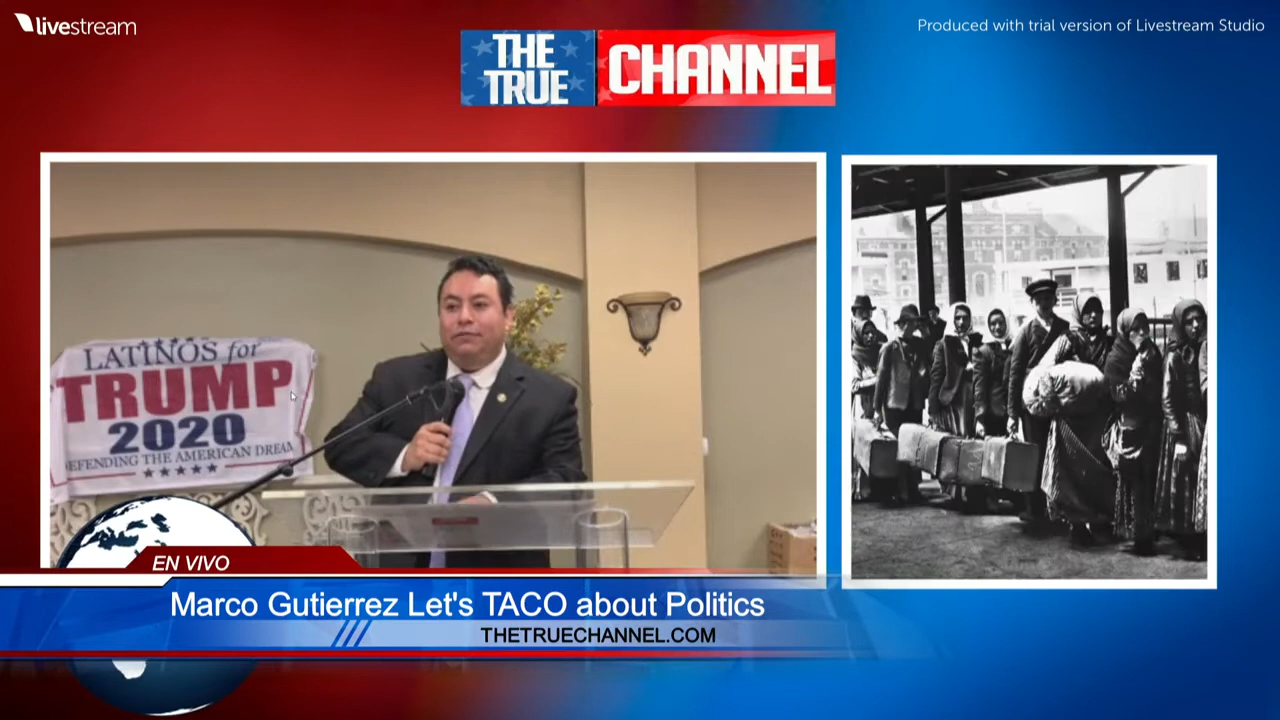 livestream
Produced with trial version of Livestream Studio
THE
TRUE
CHANNEL
LATINOS for
TRUMP
2020
EFENDING THE AMERICAN DREAM
EN VIVO
Marco Gutierrez Let's TACO about Politics
THETRUECHANNEL.COM